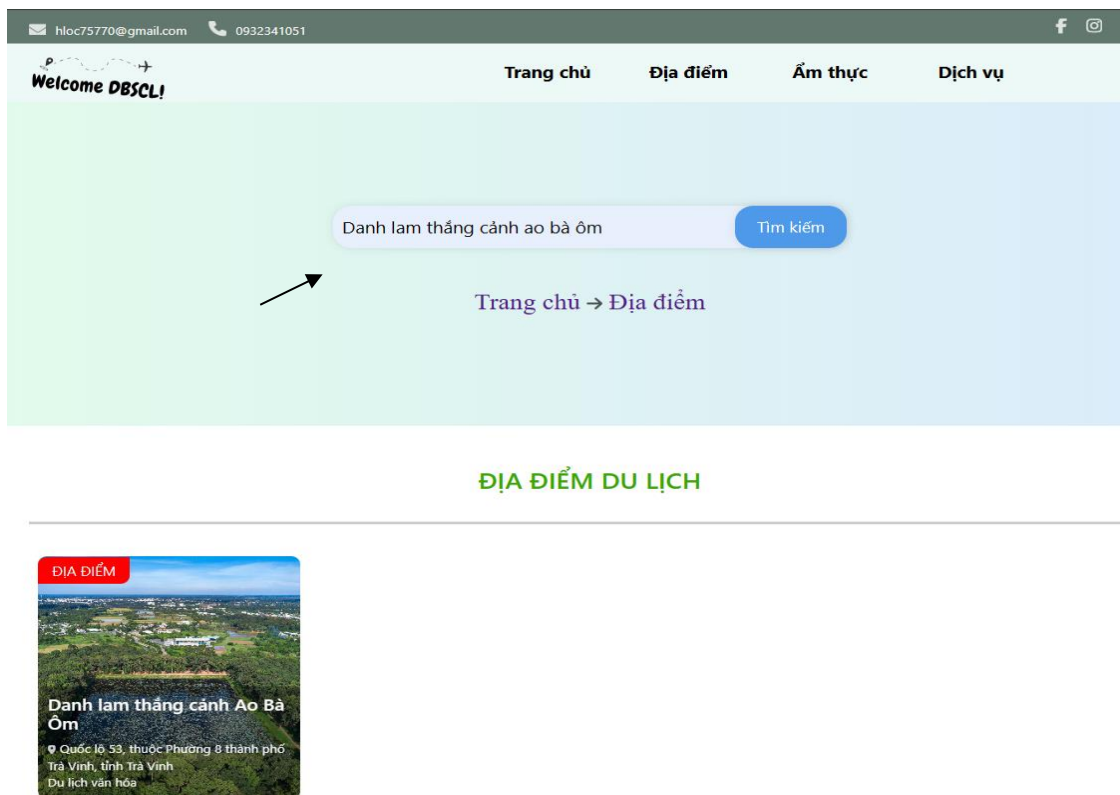 hloc75770@gmail.com 0932341051
Welcome DBSCL!
Trang chủ Địa điểm Ẩm thực Dịch vụ
Danh lam thắng cảnh ao bà ôm Tìm kiếm
Trang chủ → Địa điểm
ĐỊA ĐIỂM DU LỊCH
ĐỊA ĐIỂM
Danh lam thắng cảnh Ao Bà
Ôm
Quốc lộ 53, thuộc Phường 8 thành phố
Trà Vinh, tỉnh Trà Vinh
Du lịch văn hóa